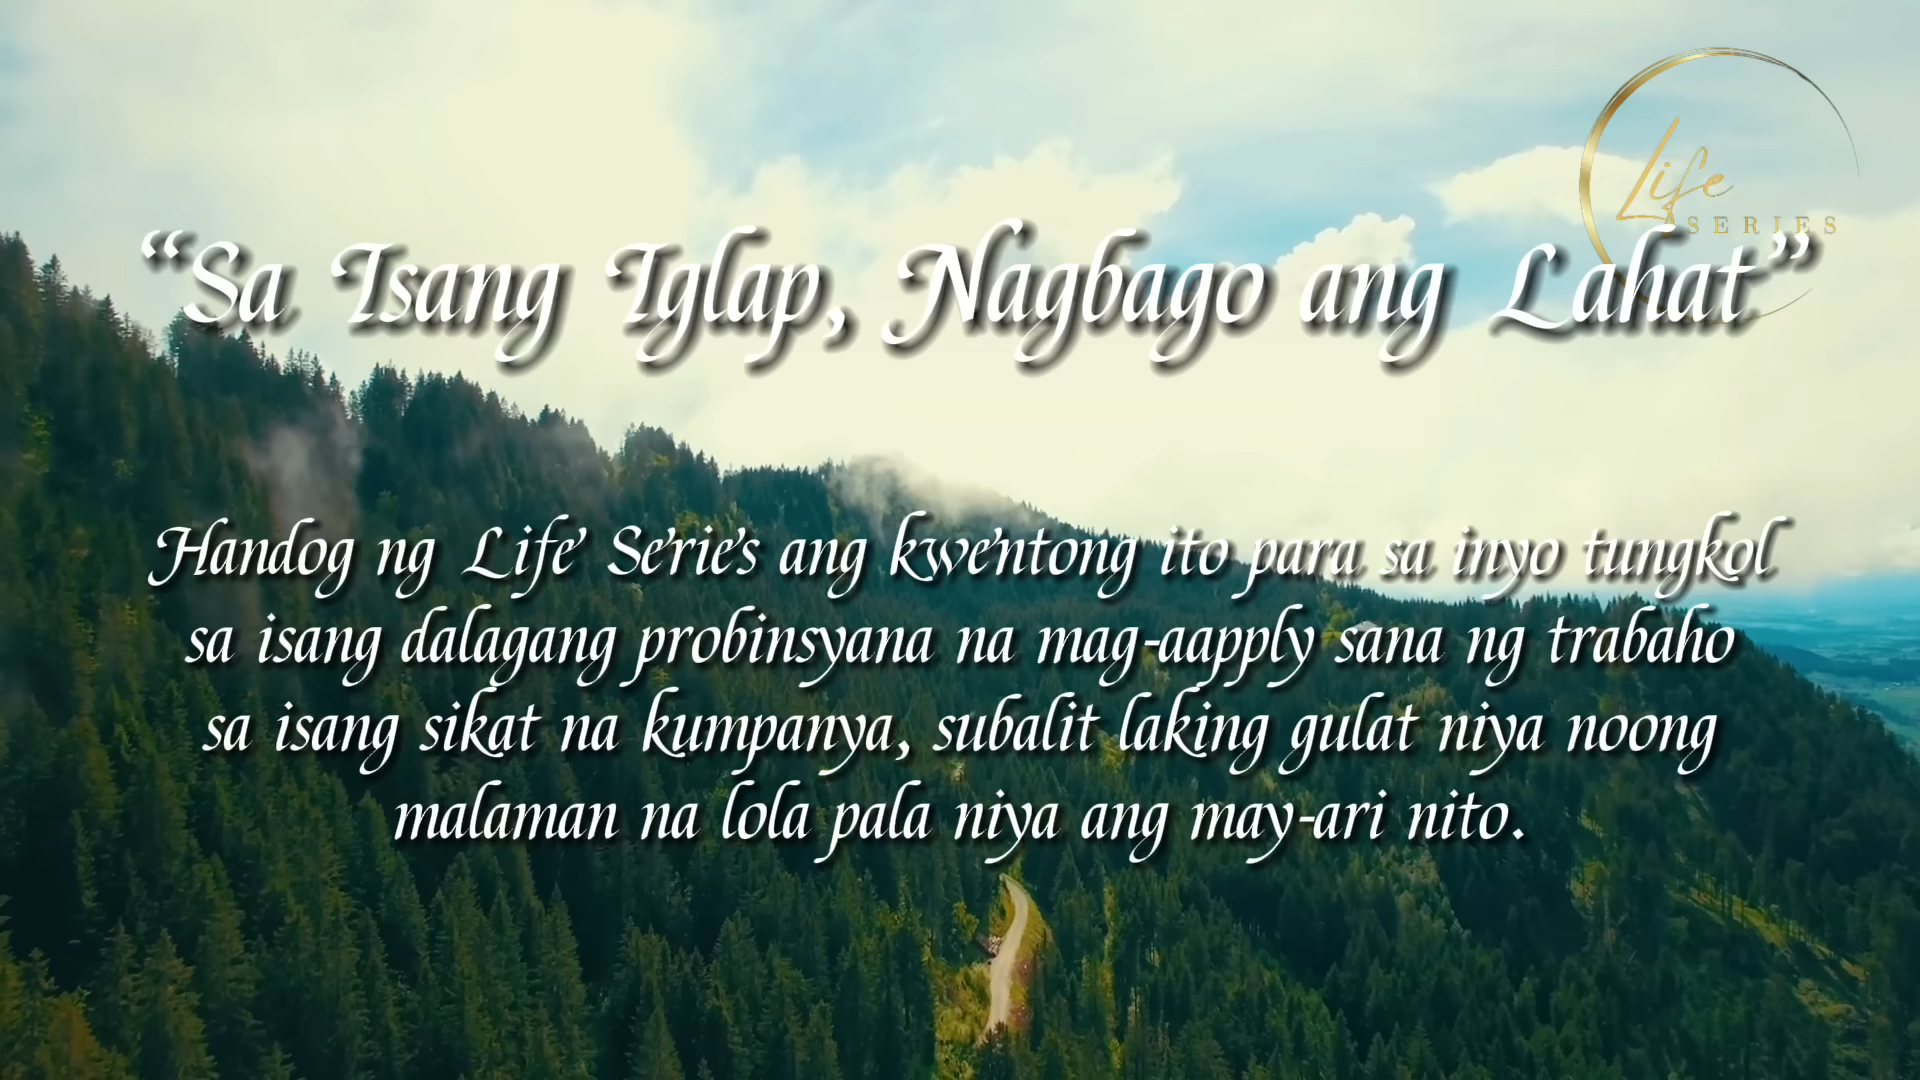 Life
SERIES
“Sa Isang Iglap, Nagbago ang Lahat”
Handog ng Life Series ang kwentong ito para sa inyo tungkol
sa isang dalagang probinsyana na mag-aapply sana ng trabaho
sa isang sikat na kumpanya, subalit laking gulat niya noong
malaman na lola pala niya ang may-ari nito.